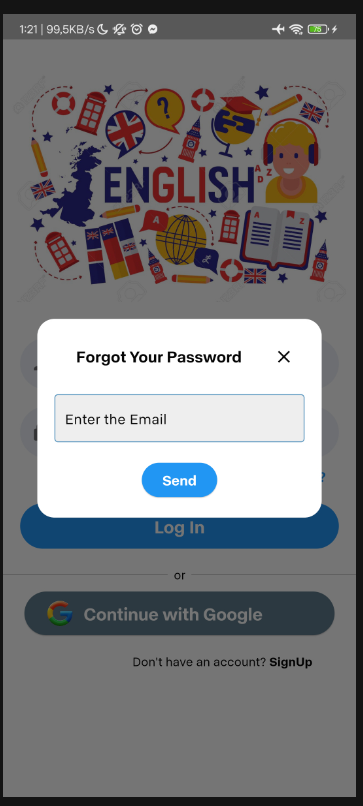 1:21 | 99,5KB/s
75
ENGLISH
A
D
Z
A
A
Z
Forgot Your Password
Enter the Email
Send
?
Log In
or
Continue with Google
Don't have an account? SignUp